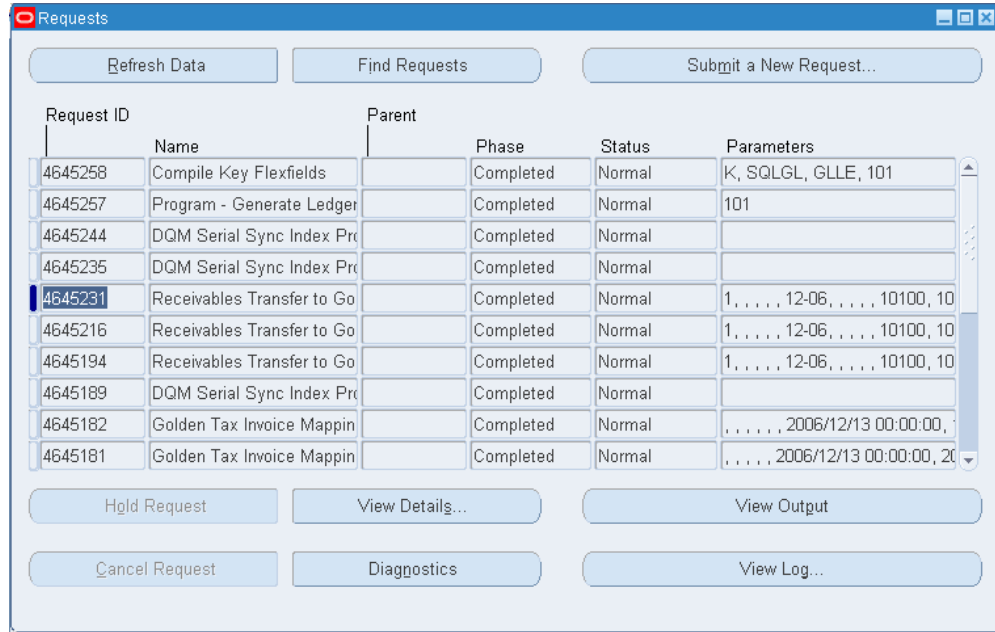 Requests
Refresh Data Find Requests Submit a New Request...
Request ID Parent
Name Phase Status Parameters
4645258 Compile Key Flexfields Completed Normal K, SQLGL, GLLE, 101
4645257 Program - Generate Ledger Completed Normal 101
4645244 DQM Serial Sync Index Pro Completed Normal
4645235 DQM Serial Sync Index Pro Completed Normal
4645231 Receivables Transfer to Go Completed Normal 1, , , , , 12-06, , , , , 10100, 10
4645216 Receivables Transfer to Go Completed Normal 1, , , , , 12-06, , , , , 10100, 10
4645194 Receivables Transfer to Go Completed Normal 1, , , , , 12-06, , , , , 10100, 10
4645189 DQM Serial Sync Index Pro Completed Normal
4645182 Golden Tax Invoice Mappin Completed Normal , , , , , , 2006/12/13 00:00:00,
4645181 Golden Tax Invoice Mappin Completed Normal , , , , , 2006/12/13 00:00:00, 20
Hold Request View Details... View Output
Cancel Request Diagnostics View Log...